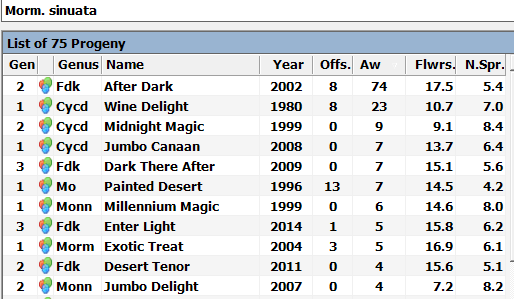 Morm. sinuata
List of 75 Progeny
Gen Genus Name Year Offs. Aw Flwrs. N.Spr.
2 Fdk After Dark 2002 8 74 17.5 5.4
1 Cycd Wine Delight 1980 8 23 10.7 7.0
2 Cycd Midnight Magic 1999 0 9 9.1 8.4
1 Cycd Jumbo Canaan 2008 0 7 13.7 6.4
3 Fdk Dark There After 2009 0 7 15.1 5.6
1 Mo Painted Desert 1996 13 7 14.5 4.2
1 Monn Millennium Magic 1999 0 6 14.6 8.0
3 Fdk Enter Light 2014 1 5 15.8 6.2
1 Morm Exotic Treat 2004 3 5 16.9 6.1
2 Fdk Desert Tenor 2011 0 4 15.6 5.1
2 Monn Jumbo Delight 2007 0 4 7.2 8.2